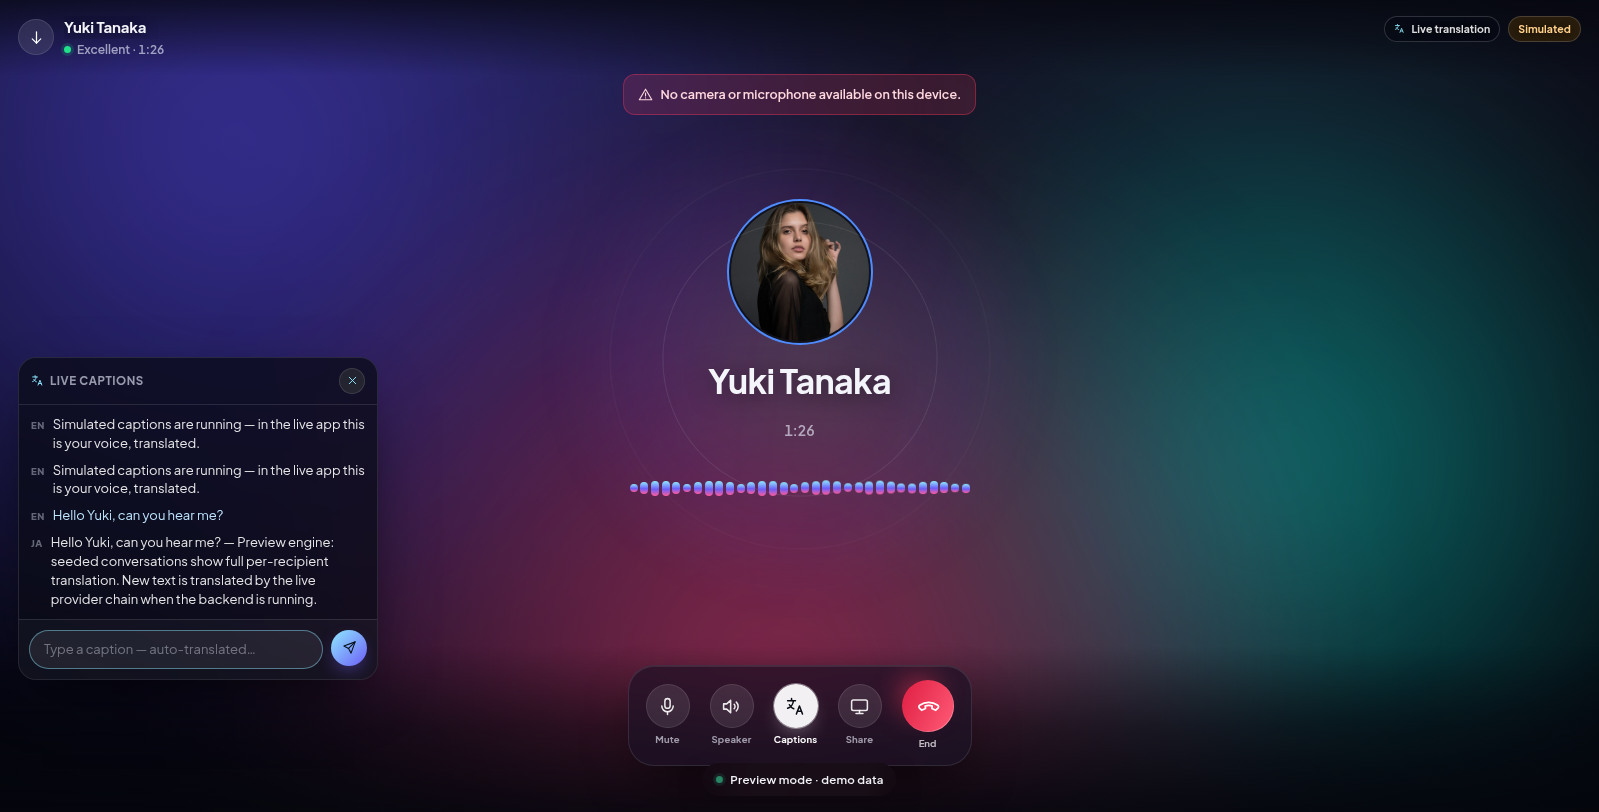 Yuki Tanaka
Excellent · 1:26
Live translation
Simulated
No camera or microphone available on this device.
Yuki Tanaka
1:26
LIVE CAPTIONS
EN Simulated captions are running — in the live app this
is your voice, translated.
EN Simulated captions are running — in the live app this
is your voice, translated.
EN Hello Yuki, can you hear me?
JA Hello Yuki, can you hear me? — Preview engine:
seeded conversations show full per-recipient
translation. New text is translated by the live
provider chain when the backend is running.
Type a caption — auto-translated...
Mute
Speaker
Captions
Share
End
Preview mode · demo data